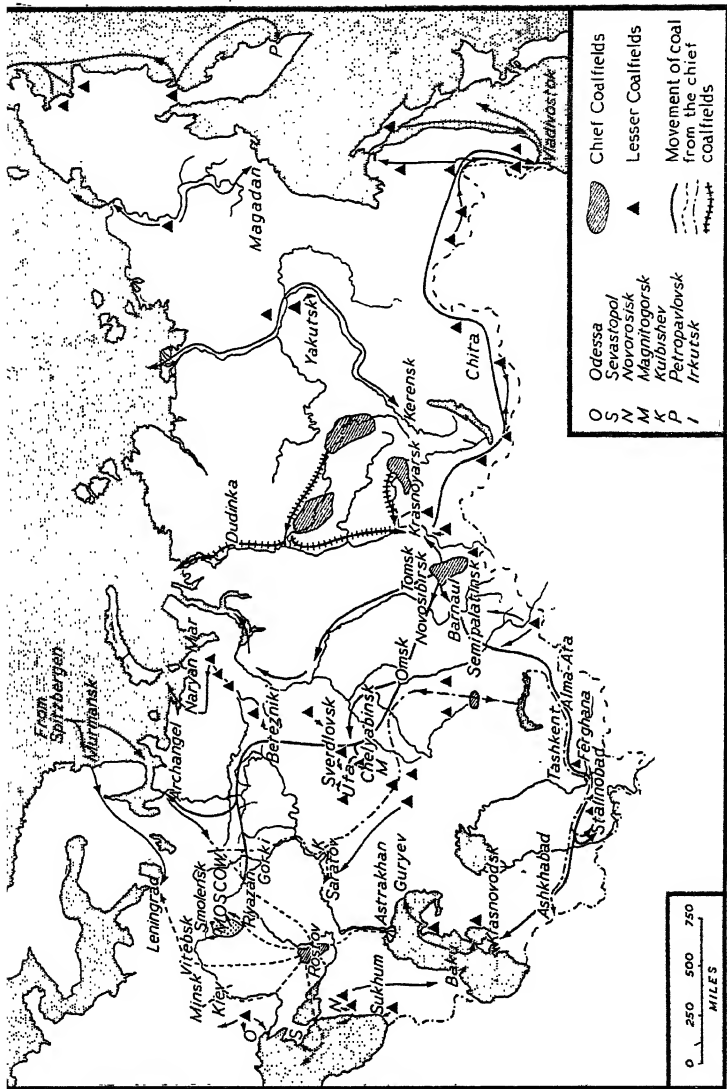 From
Spitzbergen
Murmansk
Leningrad
Archangel
Naryan Mar
Dudinka
Yakutsk
Magadan
P
Minsk
Vitebsk
Smolensk
MOSCOW
Kiev
Ryazan
Gorki
Berezniki
Sverdlovsk
Ufa
Chelyabinsk
M
Omsk
Tomsk
Novosibirsk
Barnaul
Semipalatinsk
Krasnoyarsk
Kerensk
Chita
Vladivostok
O
S
Rostov
N
Saratov
K
Sukhum
Astrakhan
Guryev
Baku
Krasnovodsk
Ashkhabad
Tashkent
Alma-Ata
Ferghana
Stalinobad
0 250 500 750
MILES
O Odessa
S Sevastopol
N Novorosisk
M Magnitogorsk
K Kuibishev
P Petropavlovsk
I Irkutsk
Chief Coalfields
Lesser Coalfields
Movement of coal
from the chief
coalfields